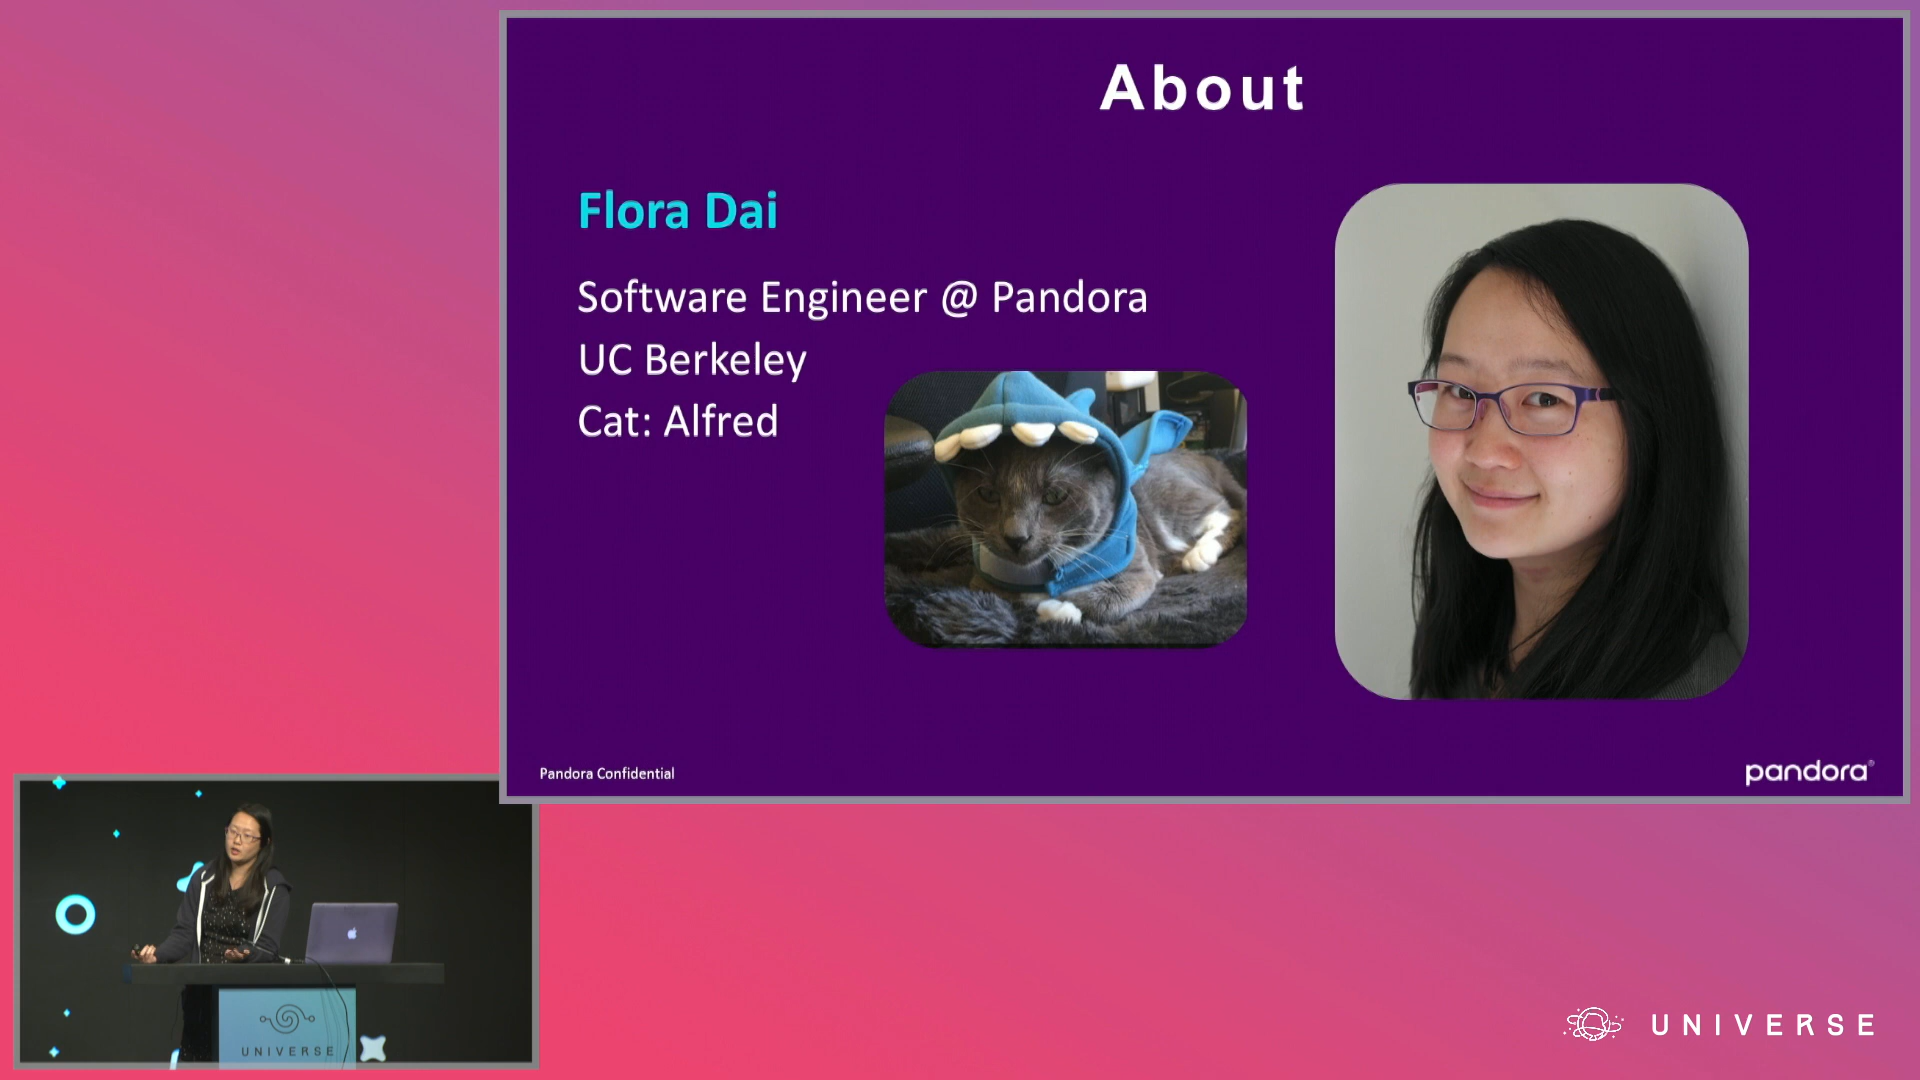 About
Flora Dai
Software Engineer @ Pandora
UC Berkeley
Cat: Alfred
Pandora Confidential
pandora®
UNIVERSE
UNIVERSE